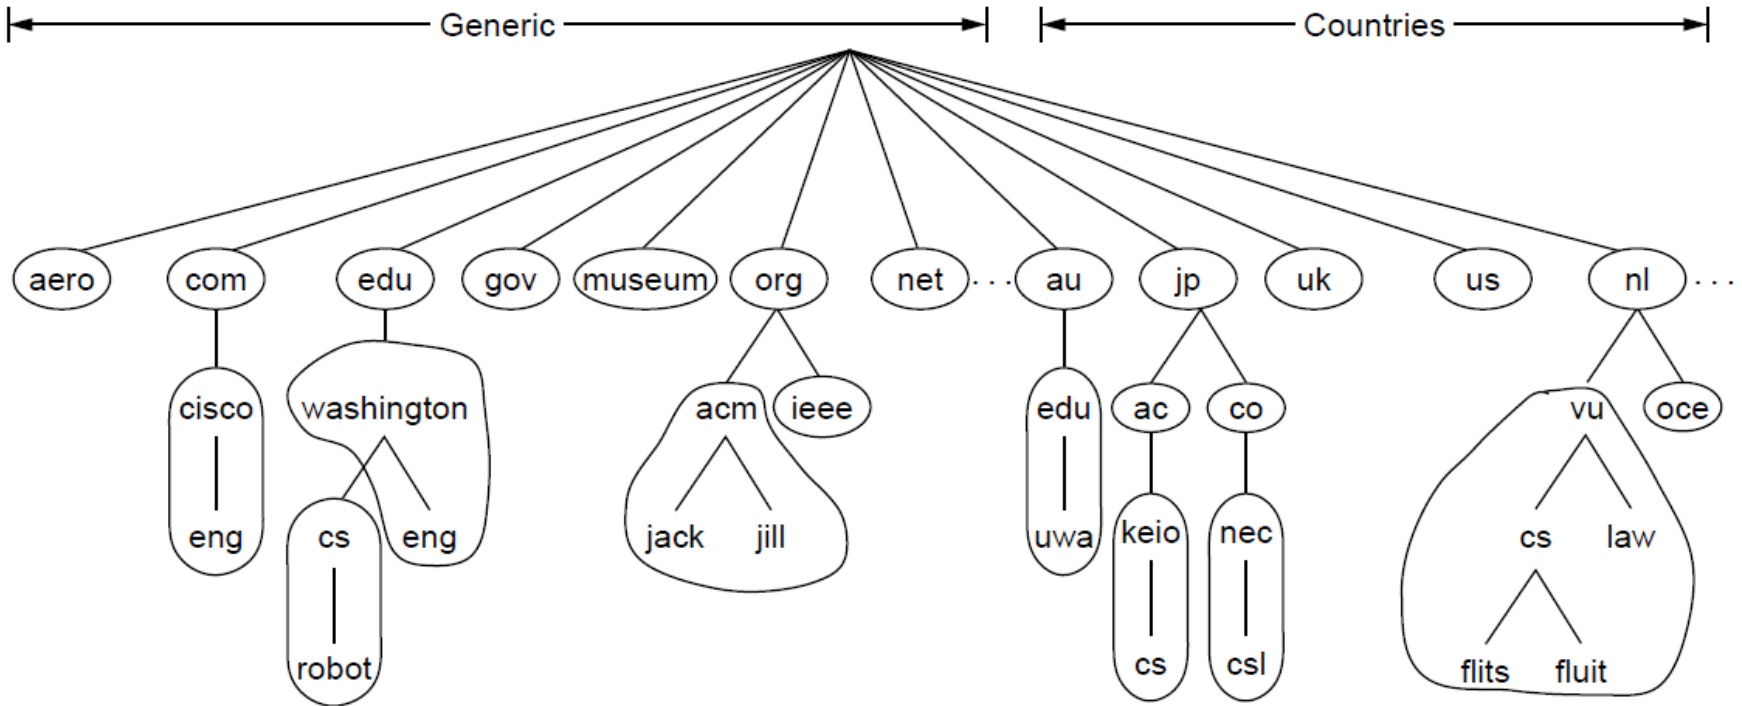 Generic Countries
aero com edu gov museum org net ... au jp uk us nl ...
cisco washington acm ieee edu ac co vu oce
eng cs eng jack jill uwa keio nec cs law
robot cs csl flits fluit